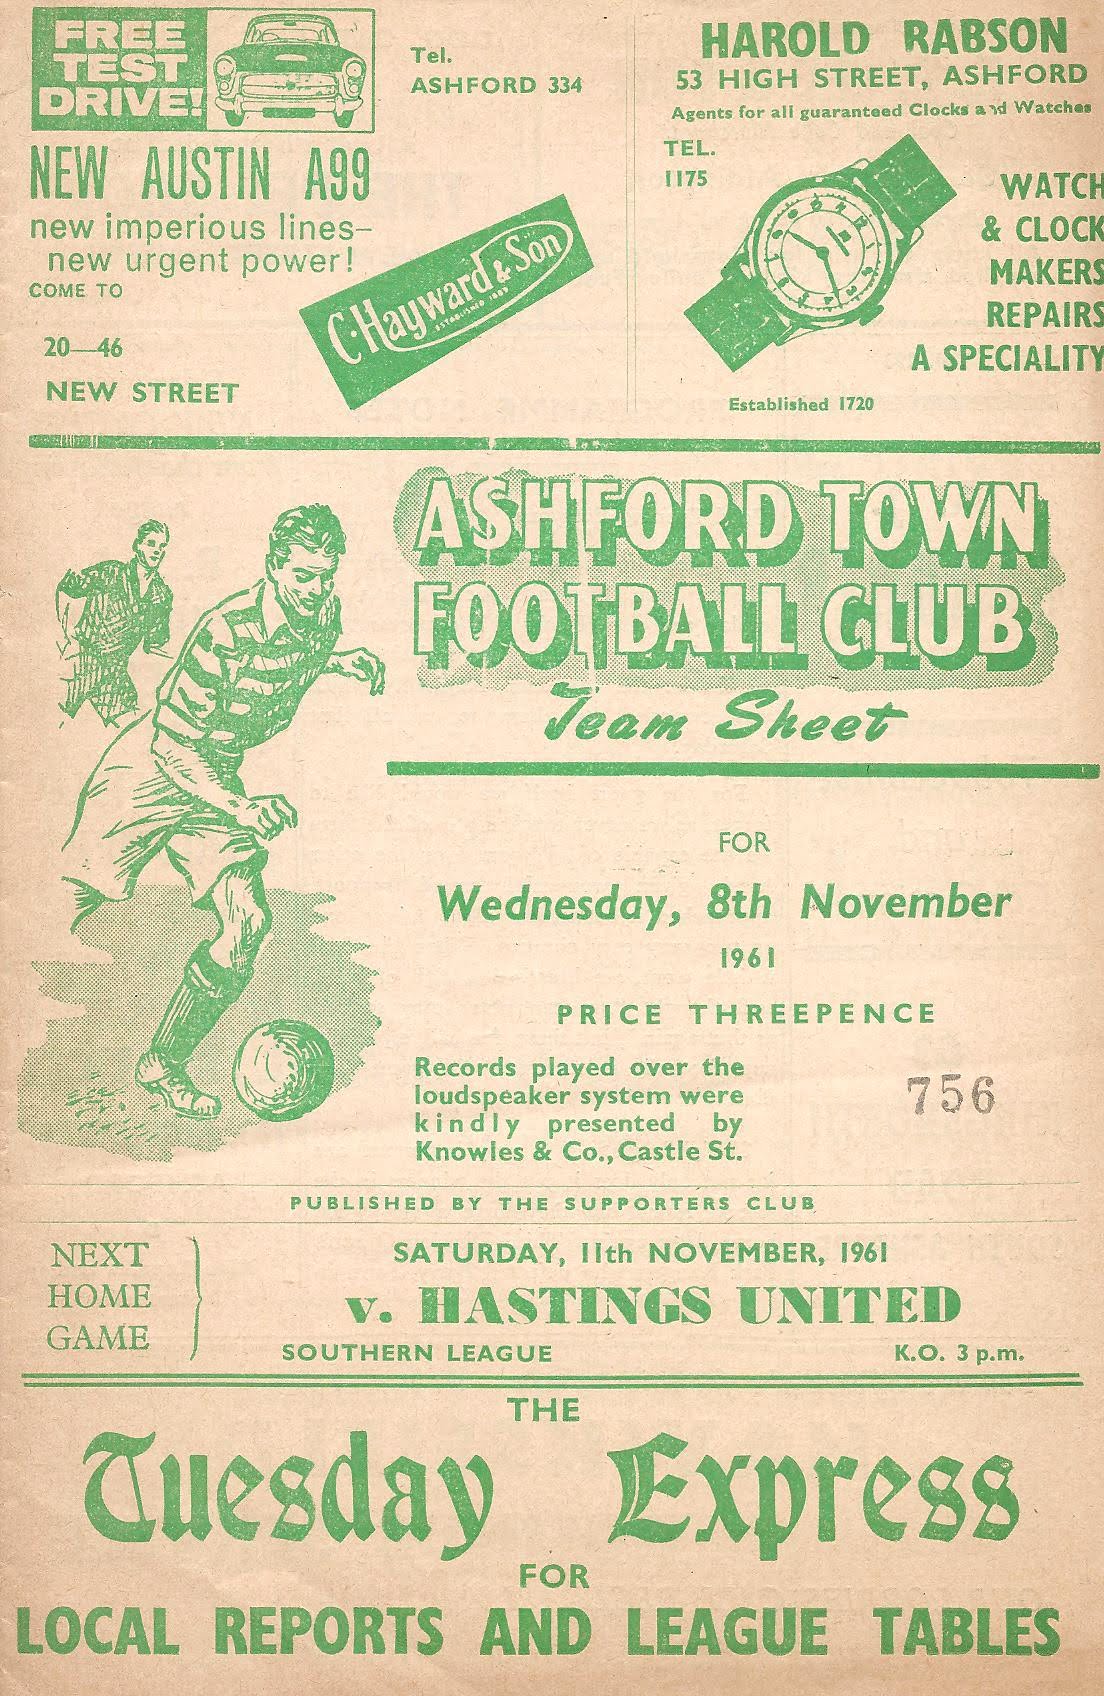 FREE
TEST
DRIVE!
NEW AUSTIN A99
new imperious lines—
new urgent power!
COME TO
20—46
NEW STREET
Tel.
ASHFORD 334
C. Hayward & Son
ESTABLISHED
HAROLD RABSON
53 HIGH STREET, ASHFORD
Agents for all guaranteed Clocks and Watches
TEL.
1175
WATCH
& CLOCK
MAKERS
REPAIRS
A SPECIALITY
Established 1720
ASHFORD TOWN
FOOTBALL CLUB
Team Sheet
FOR
Wednesday, 8th November
1961
PRICE THREEPENCE
Records played over the
loudspeaker system were
kindly presented by
Knowles & Co., Castle St.
756
PUBLISHED BY THE SUPPORTERS CLUB
NEXT
HOME
GAME
SATURDAY, 11th NOVEMBER, 1961
v. HASTINGS UNITED
SOUTHERN LEAGUE K.O. 3 p.m.
THE
Tuesday Express
FOR
LOCAL REPORTS AND LEAGUE TABLES